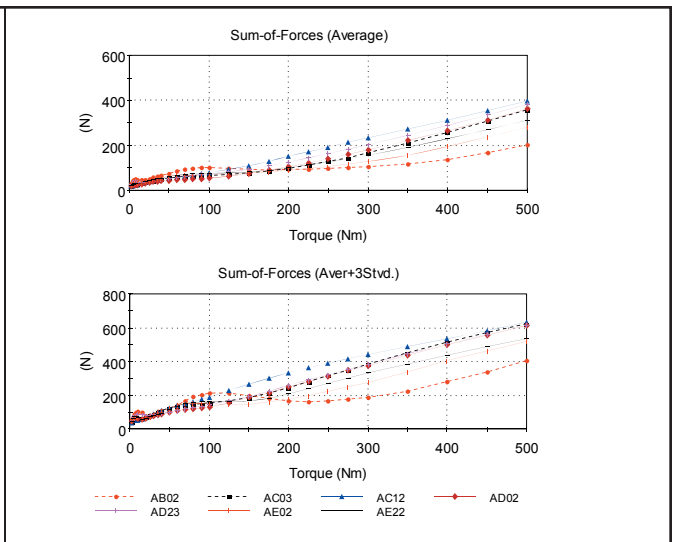 Sum-of-Forces (Average)
600
400
200
0
(N)
0 100 200 300 400 500
Torque (Nm)
Sum-of-Forces (Aver+3Stvd.)
800
600
400
200
0
(N)
0 100 200 300 400 500
Torque (Nm)
AB02 AC03 AC12 AD02
AD23 AE02 AE22